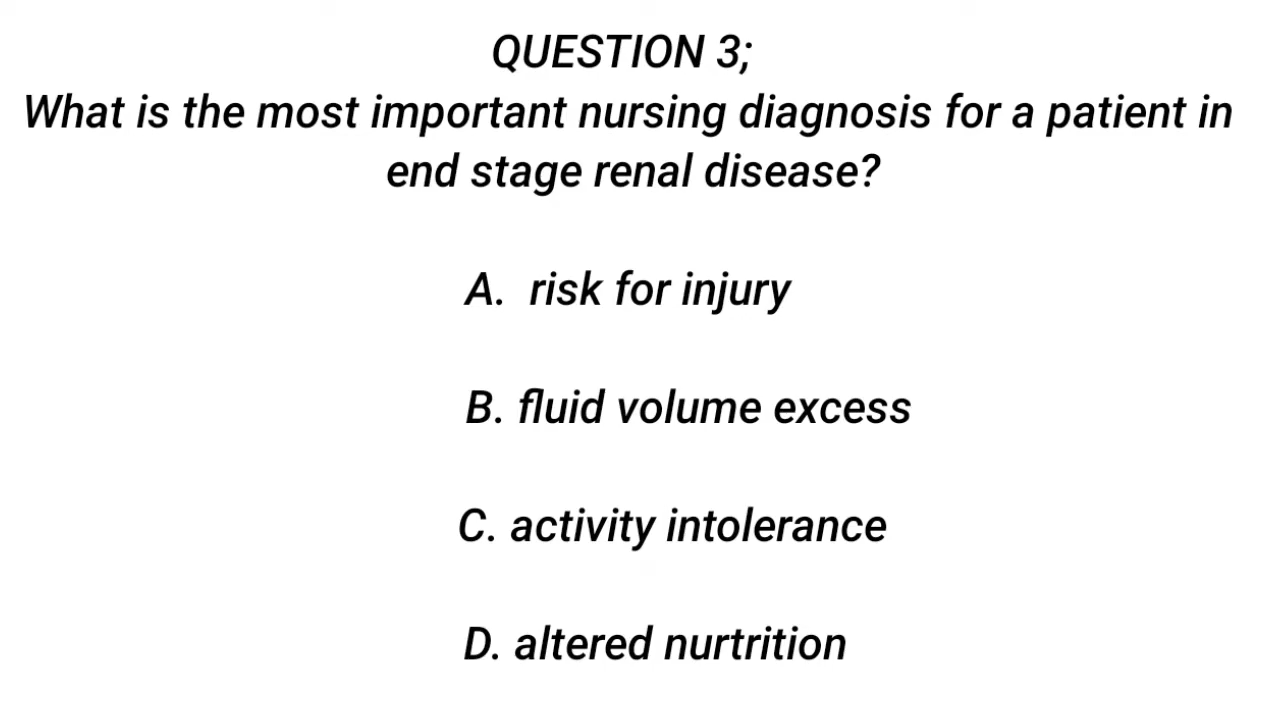 QUESTION 3;
What is the most important nursing diagnosis for a patient in
end stage renal disease?
A. risk for injury
B. fluid volume excess
C. activity intolerance
D. altered nurtrition